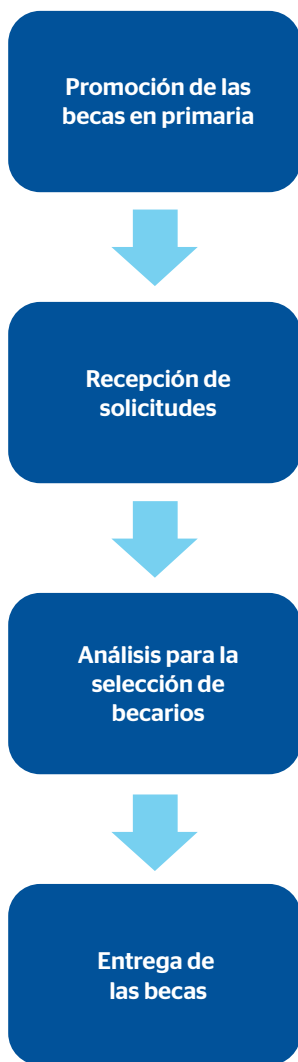 Promoción de las
becas en primaria
Recepción de
solicitudes
Análisis para la
selección de
becarios
Entrega de
las becas